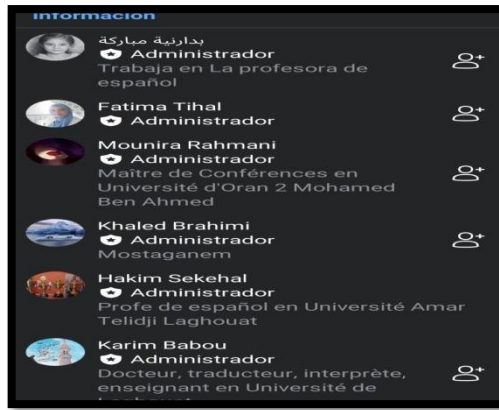 Información
بدارنية مباركة
Administrador
Trabaja en La profesora de
español
Fatima Tihal
Administrador
Mounira Rahmani
Administrador
Maître de Conférences en
Université d'Oran 2 Mohamed
Ben Ahmed
Khaled Brahimi
Administrador
Mostaganem
Hakim Sekehal
Administrador
Profe de español en Université Amar
Telidji Laghouat
Karim Babou
Administrador
Docteur, traducteur, interprète,
enseignant en Université de